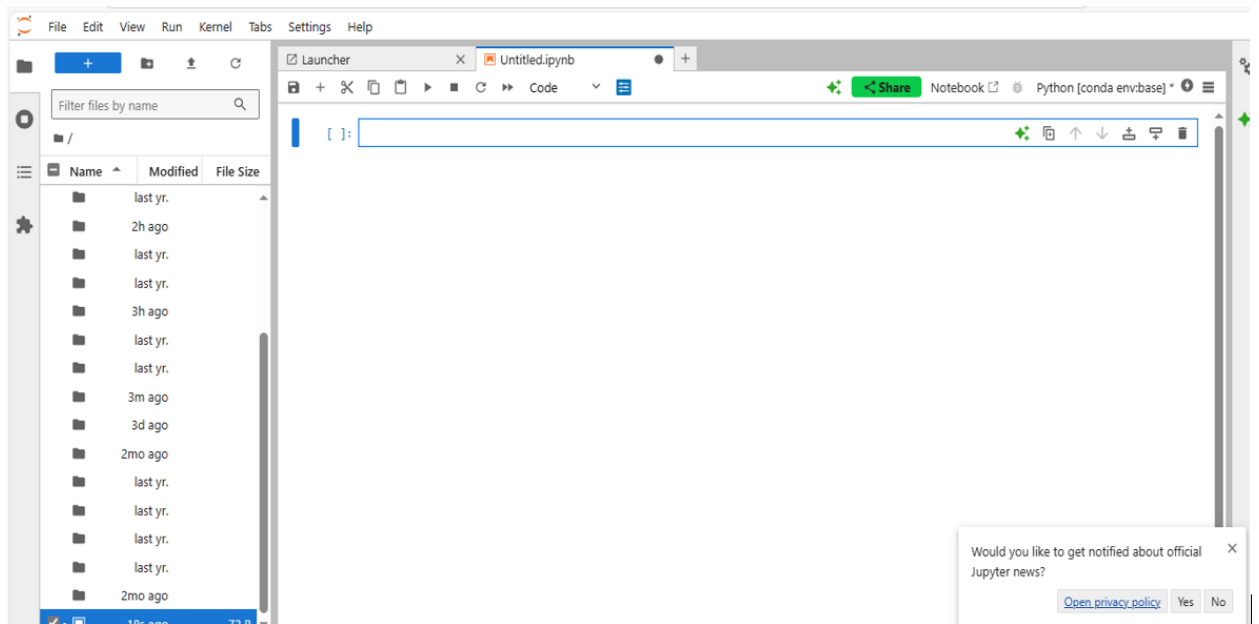 File Edit View Run Kernel Tabs Settings Help
Launcher Untitled.ipynb
Code Share Notebook Python [conda env:base] *
Filter files by name
/
Name Modified File Size
[ ]:
last yr.
2h ago
last yr.
last yr.
3h ago
last yr.
last yr.
3m ago
3d ago
2mo ago
last yr.
last yr.
last yr.
last yr.
2mo ago
Would you like to get notified about official
Jupyter news?
Open privacy policy Yes No